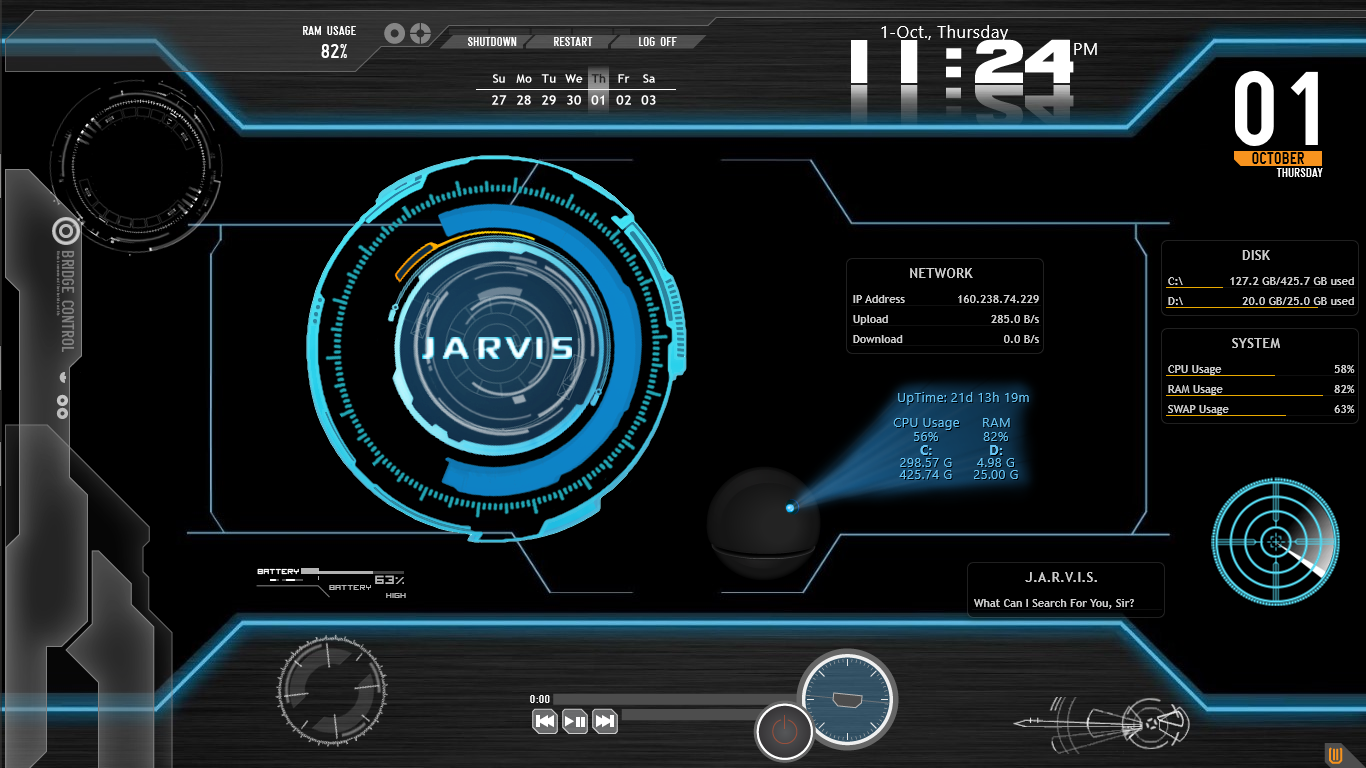 RAM USAGE
82%
SHUTDOWN RESTART LOG OFF
Su Mo Tu We Th Fr Sa
27 28 29 30 01 02 03
1-Oct., Thursday
11:24 PM
01
OCTOBER
THURSDAY
BRIDGE CONTROL
JARVIS
NETWORK
IP Address 160.238.74.229
Upload 285.0 B/s
Download 0.0 B/s
DISK
C:\ 127.2 GB/425.7 GB used
D:\ 20.0 GB/25.0 GB used
SYSTEM
CPU Usage 58%
RAM Usage 82%
SWAP Usage 63%
UpTime: 21d 13h 19m
CPU Usage RAM
56% 82%
C: D:
298.57 G 4.98 G
425.74 G 25.00 G
BATTERY
BATTERY 63%
HIGH
J.A.R.V.I.S.
What Can I Search For You, Sir?
0:00